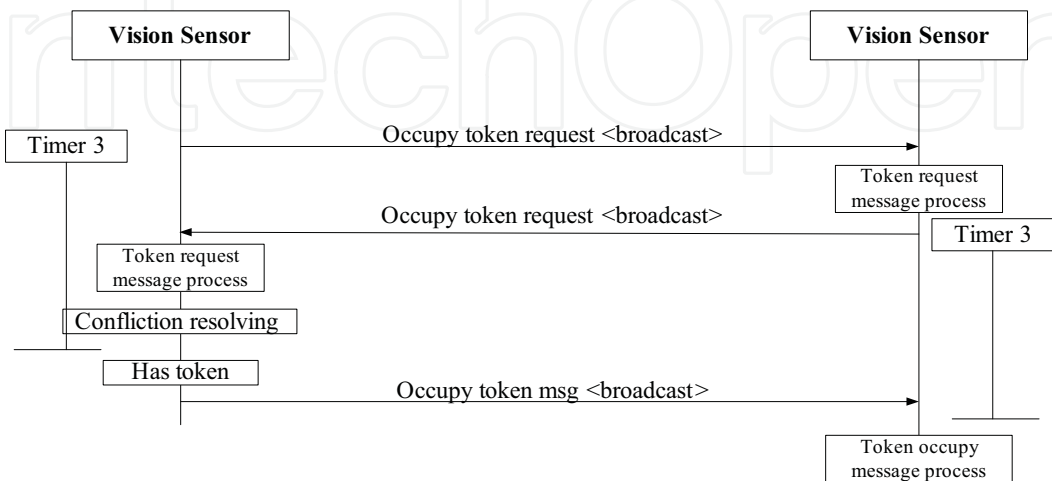 Vision Sensor
Vision Sensor
Timer 3
Occupy token request <broadcast>
Token request
message process
Occupy token request <broadcast>
Timer 3
Token request
message process
Confliction resolving
Has token
Occupy token msg <broadcast>
Token occupy
message process
ntechOpen